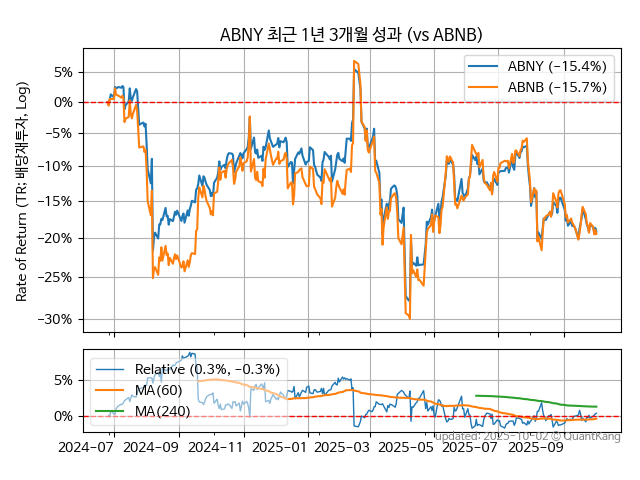 ABNY 최근 1년 3개월 성과 (vs ABNB)
Rate of Return (TR: 배당재투자, Log)
5%
0%
−5%
−10%
−15%
−20%
−25%
−30%
ABNY (−15.4%)
ABNB (−15.7%)
5%
0%
Relative (0.3%, −0.3%)
MA(60)
MA(240)
2024-07 2024-09 2024-11 2025-01 2025-03 2025-05 2025-07 2025-09
updated: 2025-10-02 © QuantKang